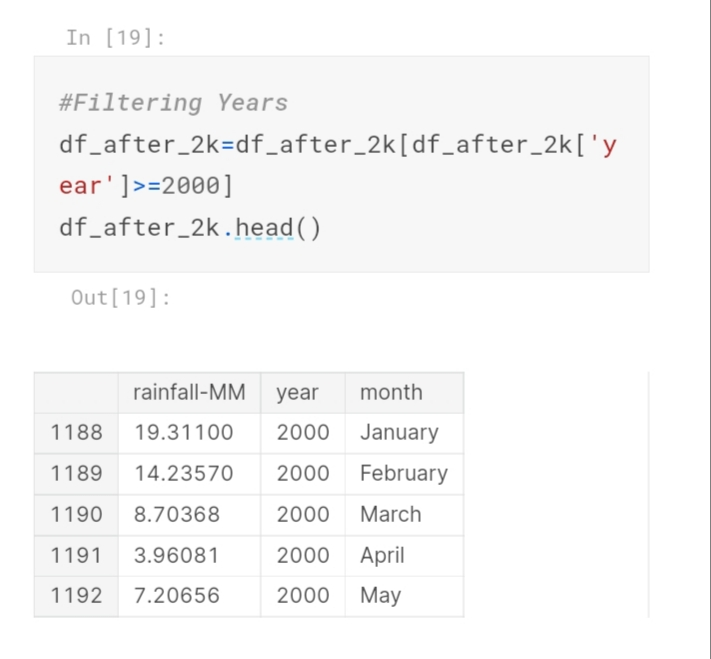 In [19]:
#Filtering Years
df_after_2k=df_after_2k[df_after_2k['y
ear']>=2000]
df_after_2k.head()
Out[19]:
rainfall-MM year month
1188 19.31100 2000 January
1189 14.23570 2000 February
1190 8.70368 2000 March
1191 3.96081 2000 April
1192 7.20656 2000 May